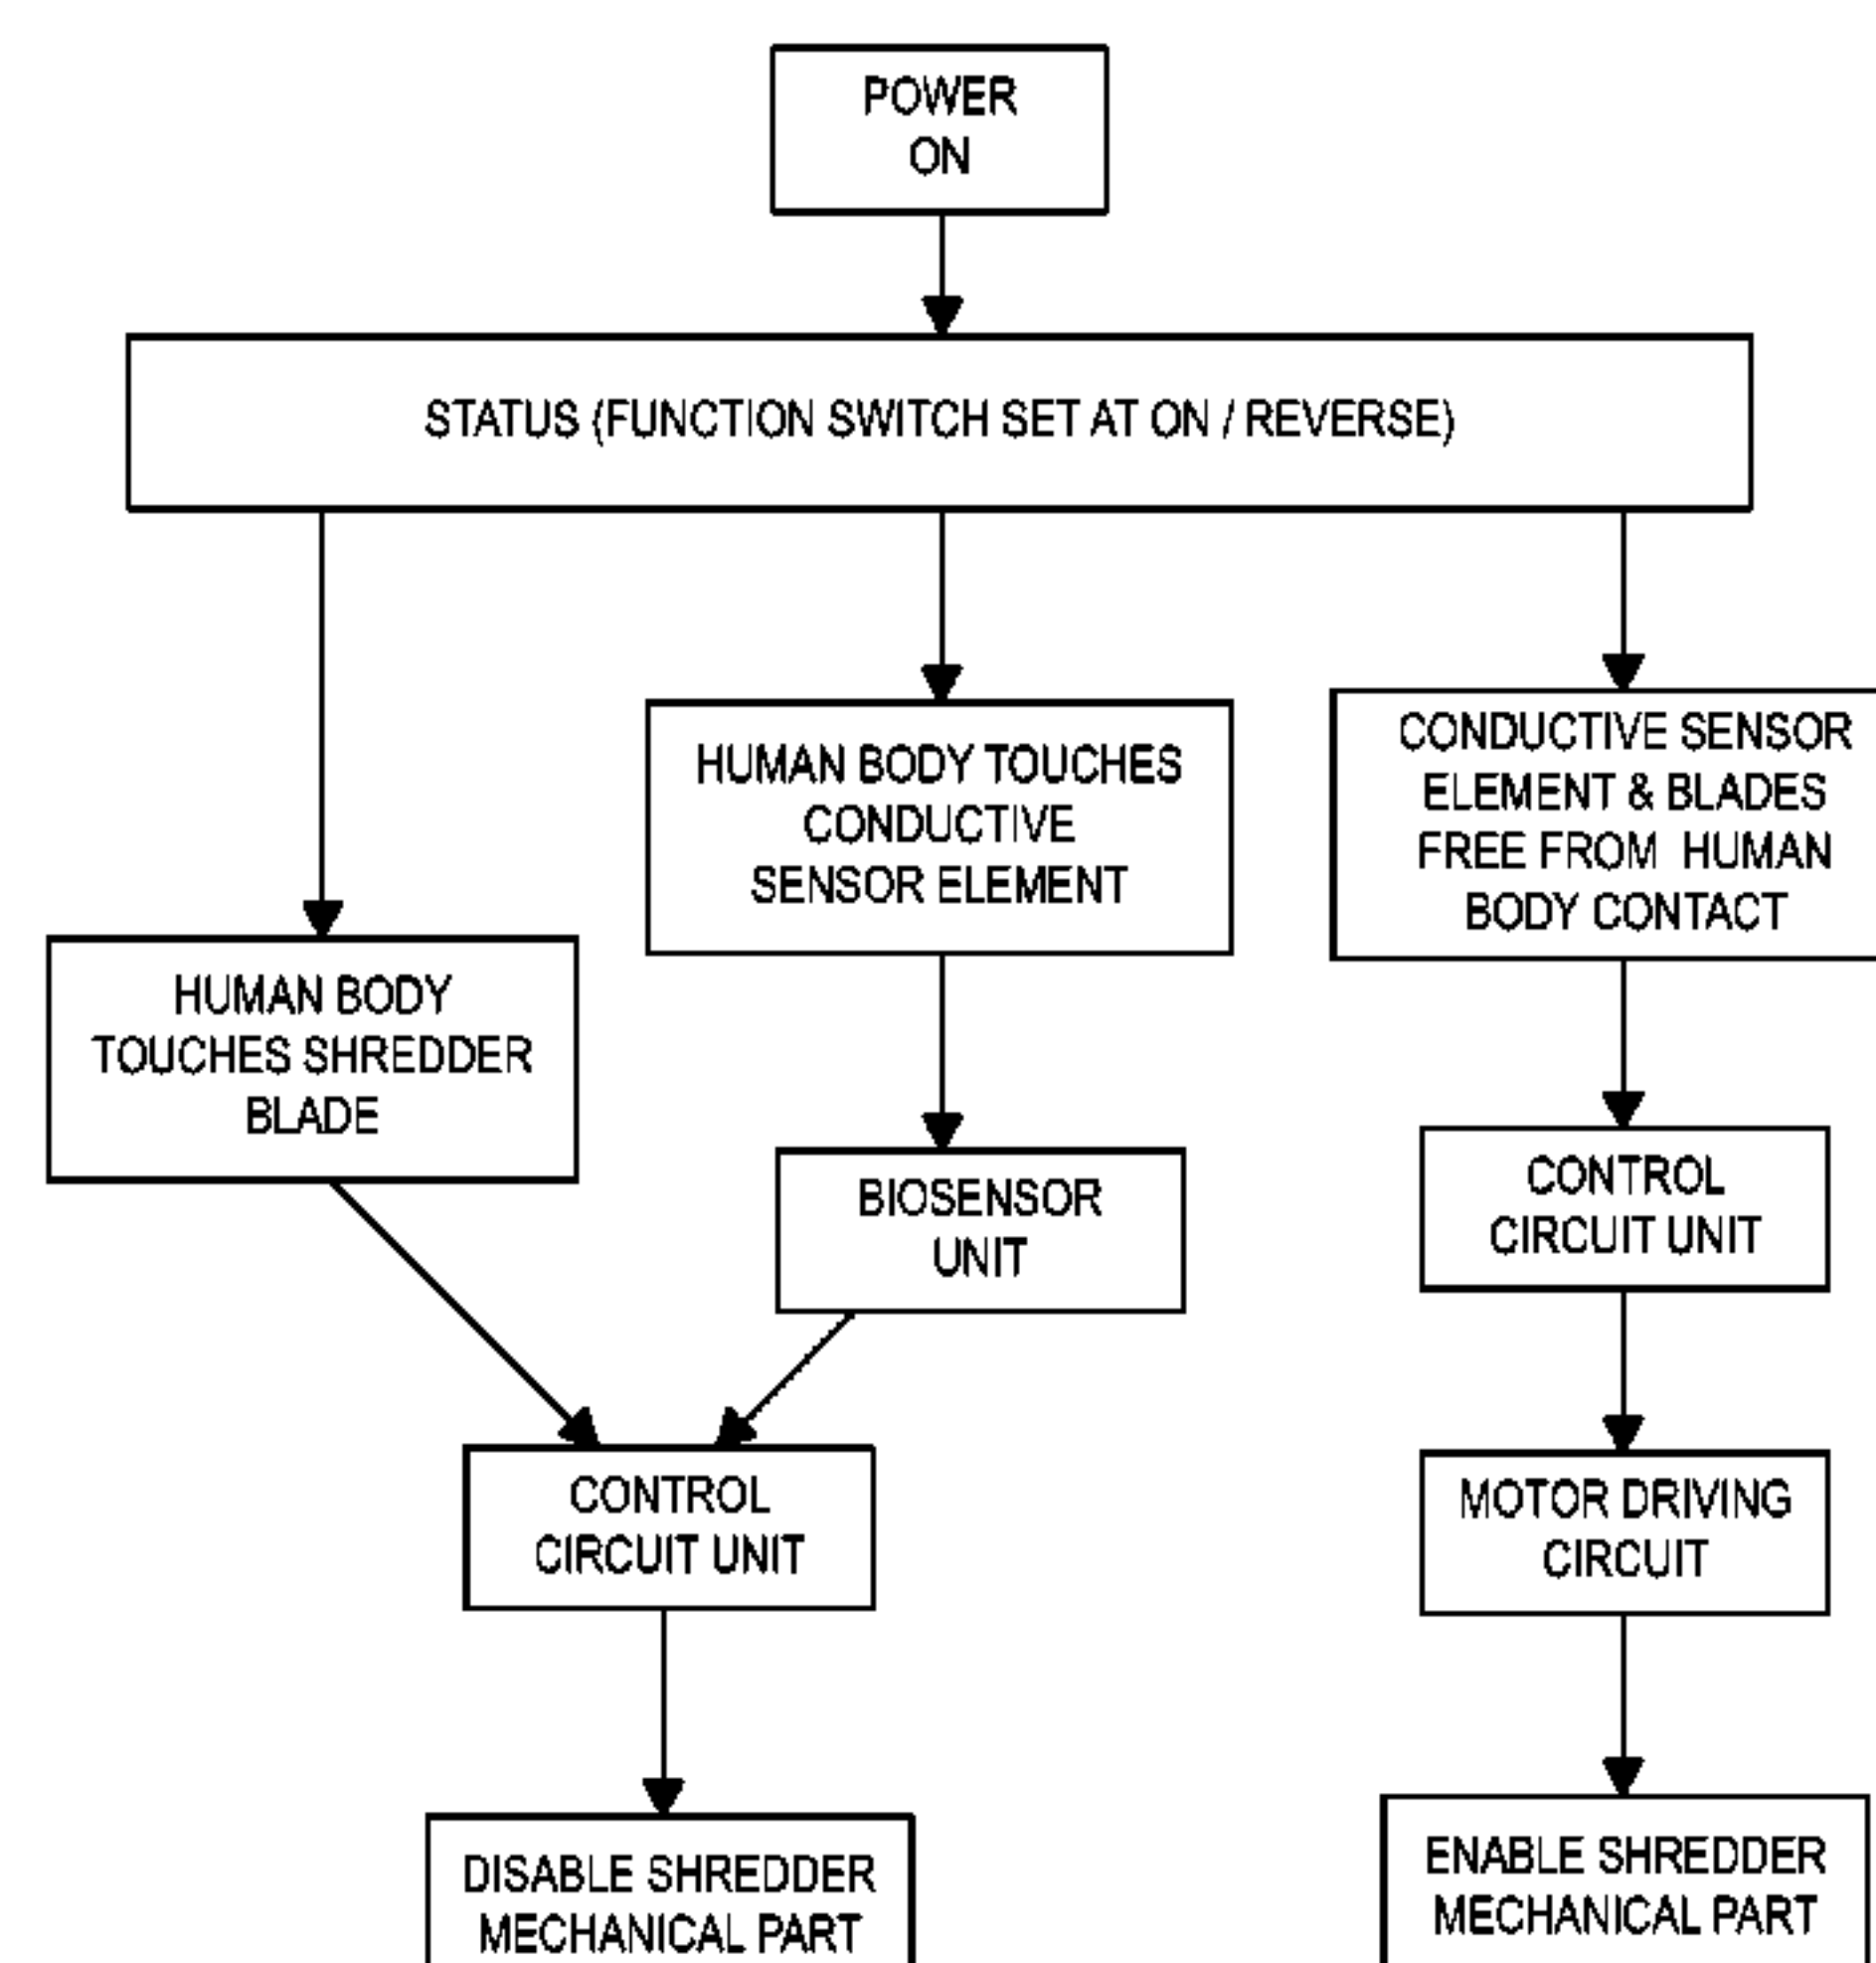 POWER
ON
STATUS (FUNCTION SWITCH SET AT ON / REVERSE)
HUMAN BODY
TOUCHES SHREDDER
BLADE
HUMAN BODY TOUCHES
CONDUCTIVE
SENSOR ELEMENT
CONDUCTIVE SENSOR
ELEMENT & BLADES
FREE FROM HUMAN
BODY CONTACT
BIOSENSOR
UNIT
CONTROL
CIRCUIT UNIT
CONTROL
CIRCUIT UNIT
MOTOR DRIVING
CIRCUIT
DISABLE SHREDDER
MECHANICAL PART
ENABLE SHREDDER
MECHANICAL PART